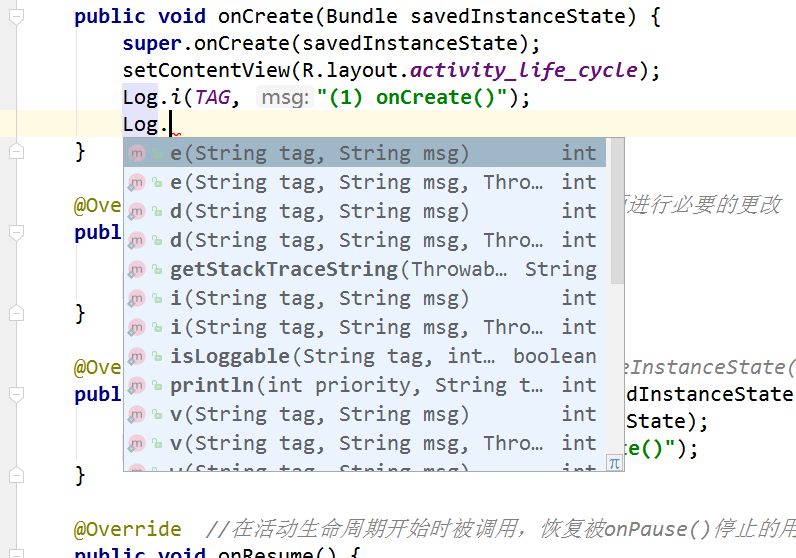 public void onCreate(Bundle savedInstanceState) {
super.onCreate(savedInstanceState);
setContentView(R.layout.activity_life_cycle);
Log.i(TAG, msg: "(1) onCreate()");
Log.
}
m e(String tag, String msg) int
m e(String tag, String msg, Thro… int
@Ove 进行必要的更改
m d(String tag, String msg) int
publ
m d(String tag, String msg, Thro… int
m getStackTraceString(Throwab… String
m i(String tag, String msg) int
}
m i(String tag, String msg, Thro… int
m isLoggable(String tag, int… boolean
@Ove eInstanceState(
m println(int priority, String t… int
publ dInstanceState
m v(String tag, String msg) int
State);
m v(String tag, String msg, Thro… int
te()");
w(String tag, String msg) int
π
}
@Override //在活动生命周期开始时被调用，恢复被onPause()停止的用
public void onResume() {